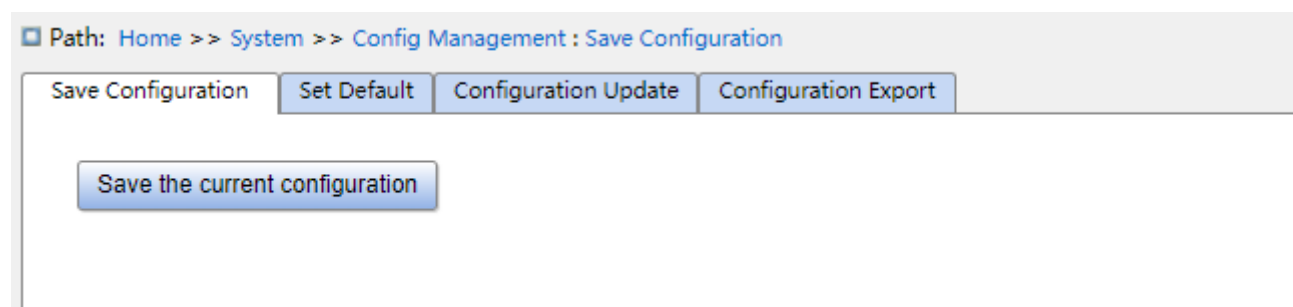 Path: Home >> System >> Config Management : Save Configuration
Save Configuration Set Default Configuration Update Configuration Export
Save the current configuration